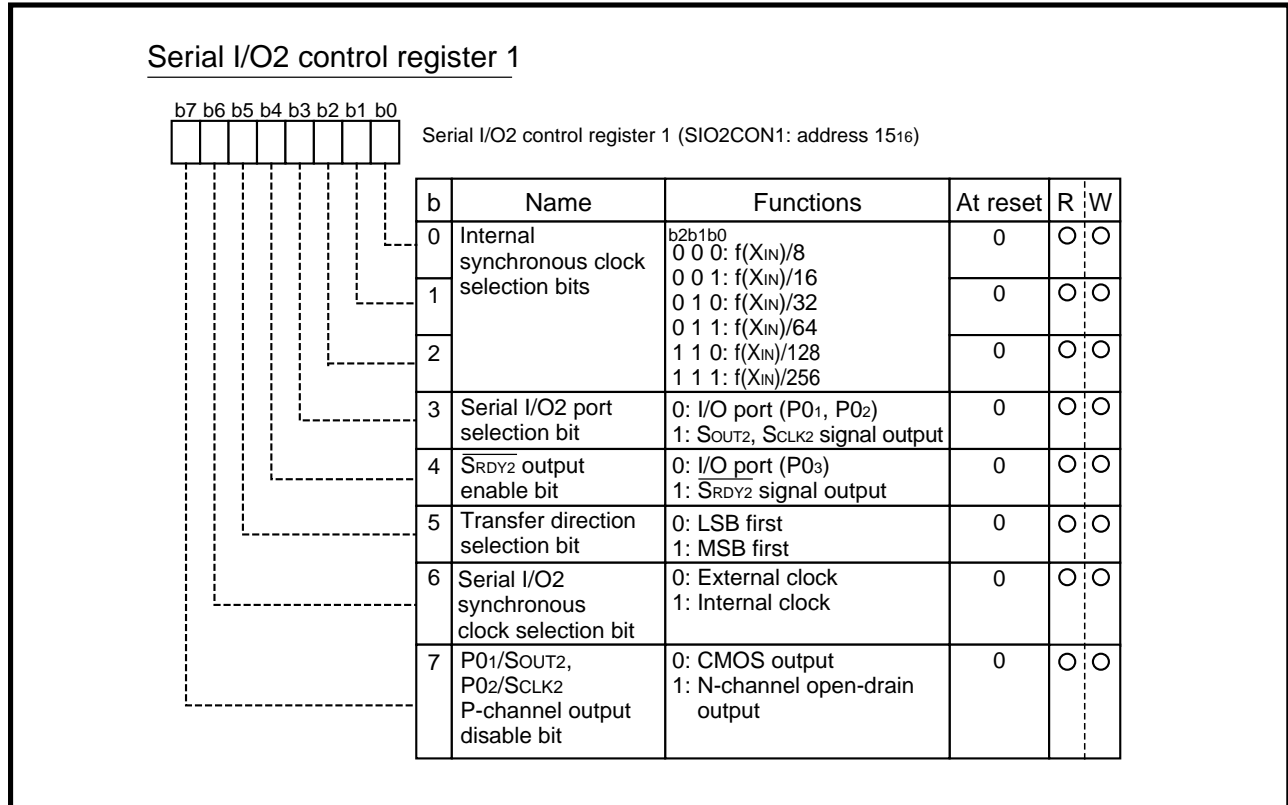 Serial I/O2 control register 1
b7 b6 b5 b4 b3 b2 b1 b0
Serial I/O2 control register 1 (SIO2CON1: address 1516)
b Name Functions At reset R W
0 Internal synchronous clock selection bits
b2b1b0
0 0 0: f(XIN)/8
0 0 1: f(XIN)/16
0 1 0: f(XIN)/32
0 1 1: f(XIN)/64
1 1 0: f(XIN)/128
1 1 1: f(XIN)/256
0 O O
1 0 O O
2 0 O O
3 Serial I/O2 port
selection bit
0: I/O port (P01, P02)
1: SOUT2, SCLK2 signal output
0 O O
4 SRDY2 output
enable bit
0: I/O port (P03)
1: SRDY2 signal output
0 O O
5 Transfer direction
selection bit
0: LSB first
1: MSB first
0 O O
6 Serial I/O2
synchronous
clock selection bit
0: External clock
1: Internal clock
0 O O
7 P01/SOUT2,
P02/SCLK2
P-channel output
disable bit
0: CMOS output
1: N-channel open-drain
output
0 O O